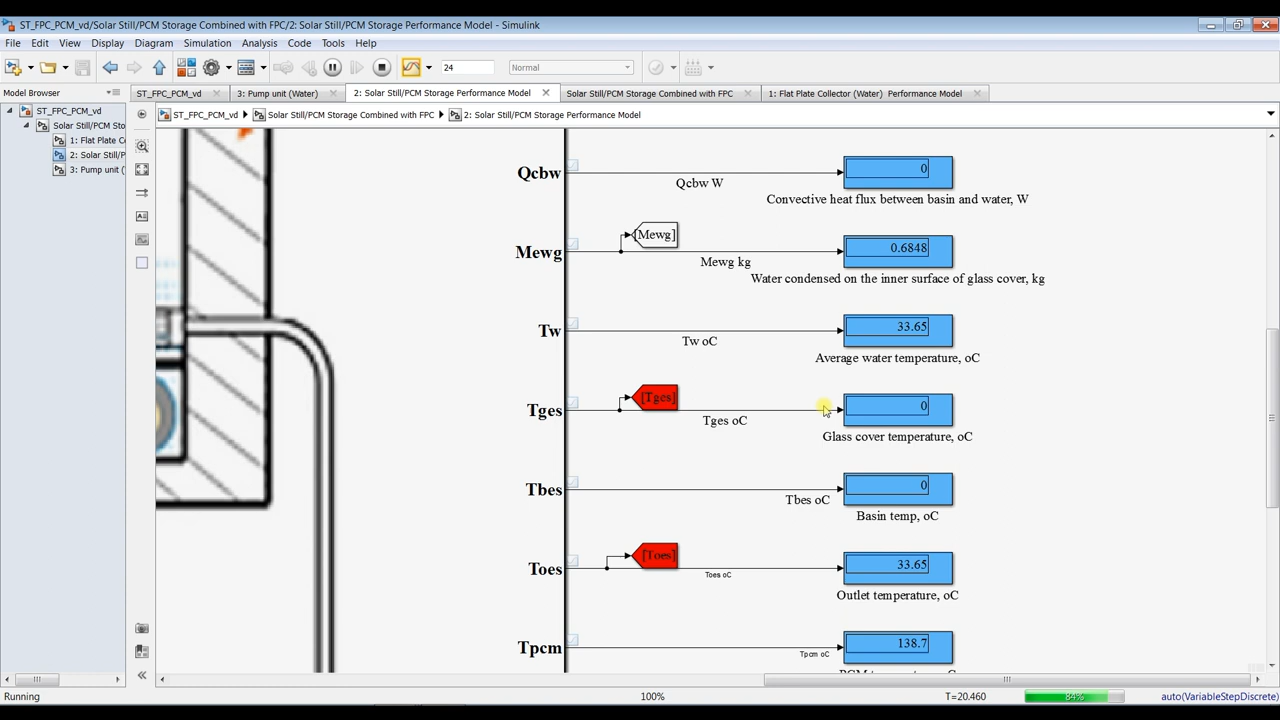 ST_FPC_PCM_vd/Solar Still/PCM Storage Combined with FPC/2: Solar Still/PCM Storage Performance Model - Simulink
File Edit View Display Diagram Simulation Analysis Code Tools Help
24 Normal
Model Browser
ST_FPC_PCM_vd 3: Pump unit (Water) 2: Solar Still/PCM Storage Performance Model Solar Still/PCM Storage Combined with FPC 1: Flat Plate Collector (Water) Performance Model
ST_FPC_PCM_vd Solar Still/PCM Storage Combined with FPC 2: Solar Still/PCM Storage Performance Model
ST_FPC_PCM_vd
Solar Still/PCM Sto
1: Flat Plate C
2: Solar Still/P
3: Pump unit (
Qcbw Qcbw W 0
Convective heat flux between basin and water, W
[Mewg]
Mewg Mewg kg 0.6848
Water condensed on the inner surface of glass cover, kg
Tw Tw oC 33.65
Average water temperature, oC
[Tges]
Tges Tges oC 0
Glass cover temperature, oC
Tbes Tbes oC 0
Basin temp, oC
[Toes]
Toes Toes oC 33.65
Outlet temperature, oC
Tpcm Tpcm oC 138.7
Running 100% T=20.460 84% auto(VariableStepDiscrete)